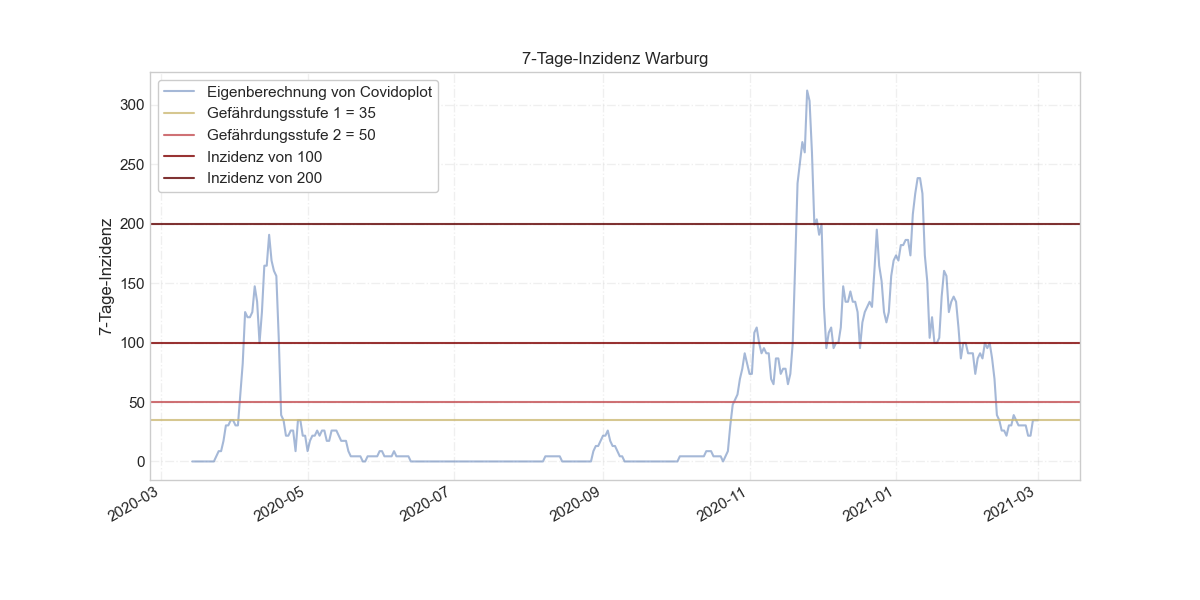 7-Tage-Inzidenz Warburg
Eigenberechnung von Covidoplot
Gefährdungsstufe 1 = 35
Gefährdungsstufe 2 = 50
Inzidenz von 100
Inzidenz von 200
7-Tage-Inzidenz
300
250
200
150
100
50
0
2020-03
2020-05
2020-07
2020-09
2020-11
2021-01
2021-03